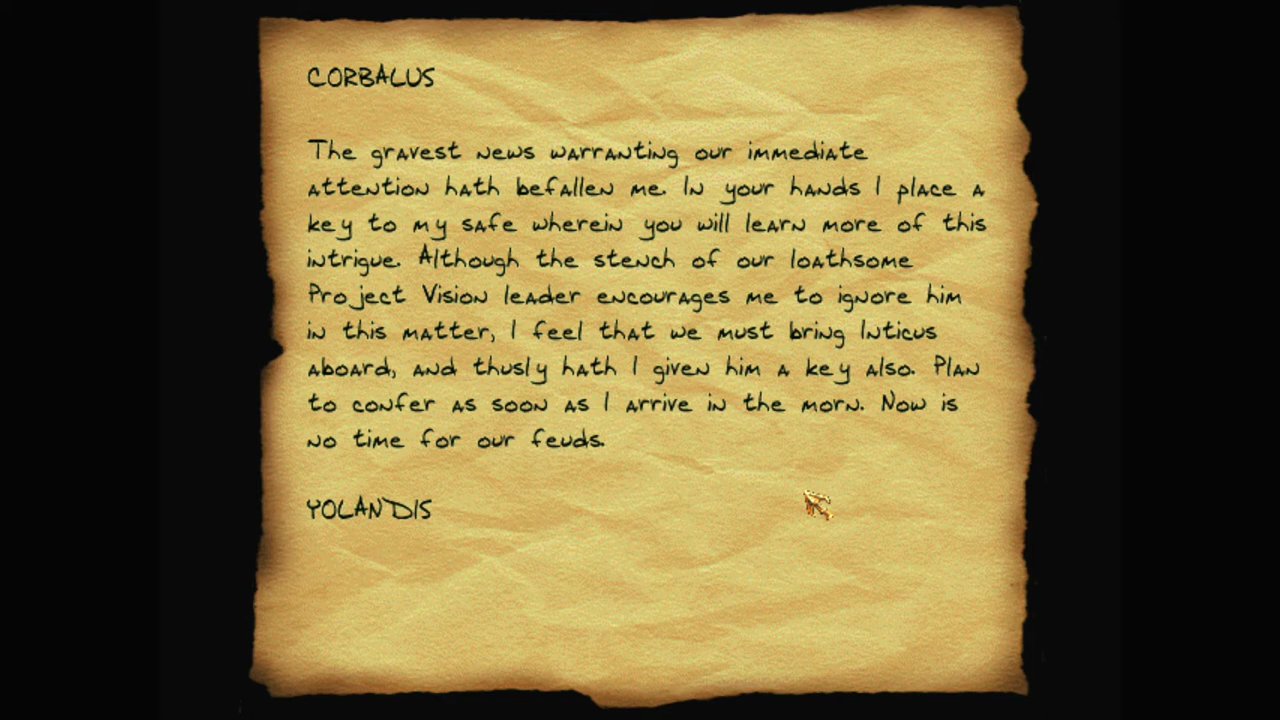 CORBALUS
The gravest news warranting our immediate
attention hath befallen me. In your hands I place a
key to my safe wherein you will learn more of this
intrigue. Although the stench of our loathsome
Project Vision leader encourages me to ignore him
in this matter, I feel that we must bring Inticus
aboard, and thusly hath I given him a key also. Plan
to confer as soon as I arrive in the morn. Now is
no time for our feuds.
YOLANDIS